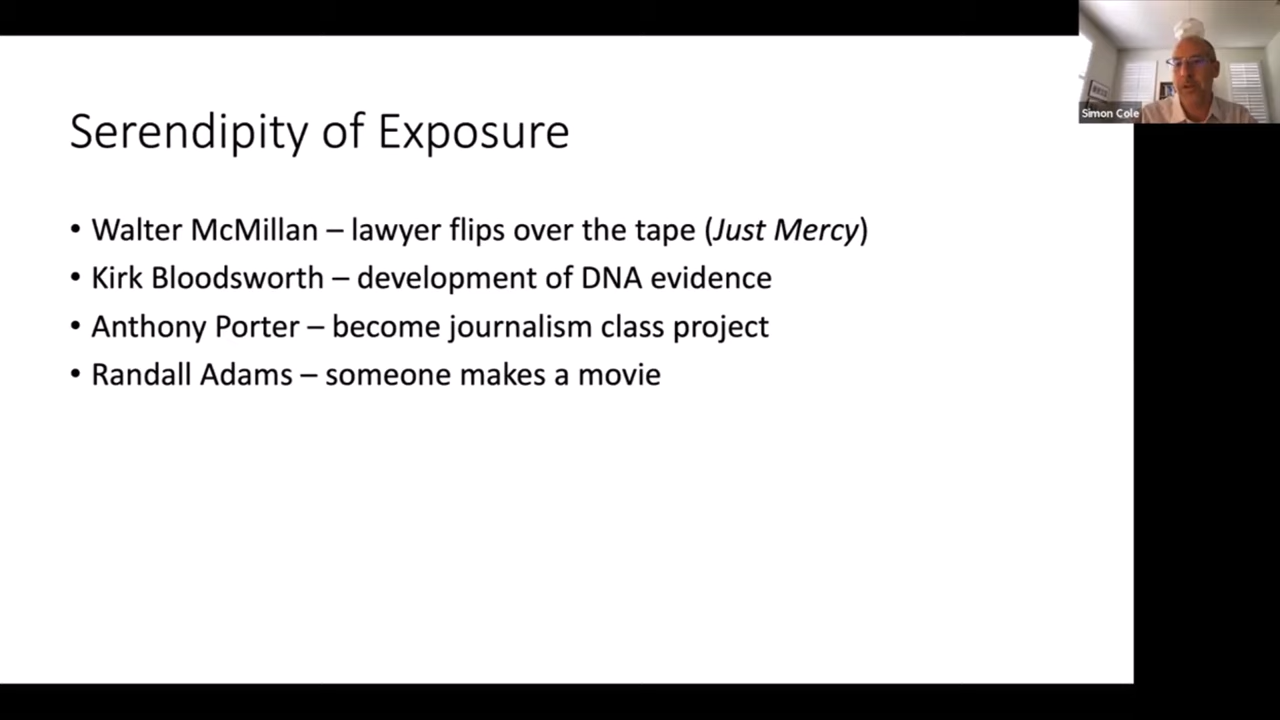 Simon Cole
Serendipity of Exposure
• Walter McMillan – lawyer flips over the tape (Just Mercy)
• Kirk Bloodsworth – development of DNA evidence
• Anthony Porter – become journalism class project
• Randall Adams – someone makes a movie